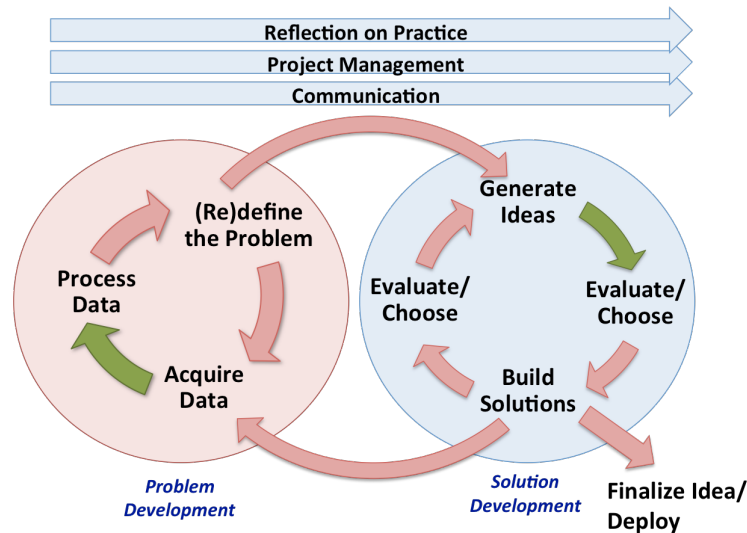 Reflection on Practice
Project Management
Communication
(Re)define
the Problem
Process
Data
Acquire
Data
Generate
Ideas
Evaluate/
Choose
Evaluate/
Choose
Build
Solutions
Problem
Development
Solution
Development
Finalize Idea/
Deploy